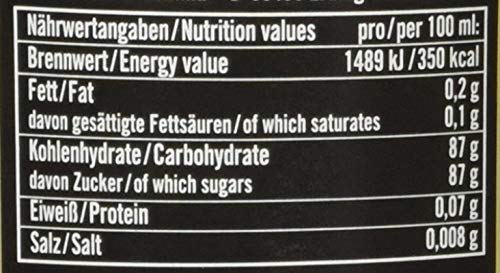 Nährwertangaben/Nutrition values pro/per 100 ml:
Brennwert/Energy value 1489 kJ/350 kcal
Fett/Fat 0,2 g
davon gesättigte Fettsäuren/of which saturates 0,1 g
Kohlenhydrate/Carbohydrate 87 g
davon Zucker/of which sugars 87 g
Eiweiß/Protein 0,07 g
Salz/Salt 0,008 g